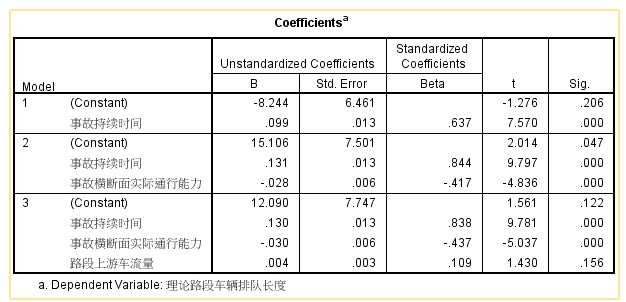 Coefficientsa
Model Unstandardized Coefficients Standardized Coefficients t Sig.
B Std. Error Beta
1 (Constant) -8.244 6.461 -1.276 .206
事故持续时间 .099 .013 .637 7.570 .000
2 (Constant) 15.106 7.501 2.014 .047
事故持续时间 .131 .013 .844 9.797 .000
事故横断面实际通行能力 -.028 .006 -.417 -4.836 .000
3 (Constant) 12.090 7.747 1.561 .122
事故持续时间 .130 .013 .838 9.781 .000
事故横断面实际通行能力 -.030 .006 -.437 -5.037 .000
路段上游车流量 .004 .003 .109 1.430 .156
a. Dependent Variable: 理论路段车辆排队长度